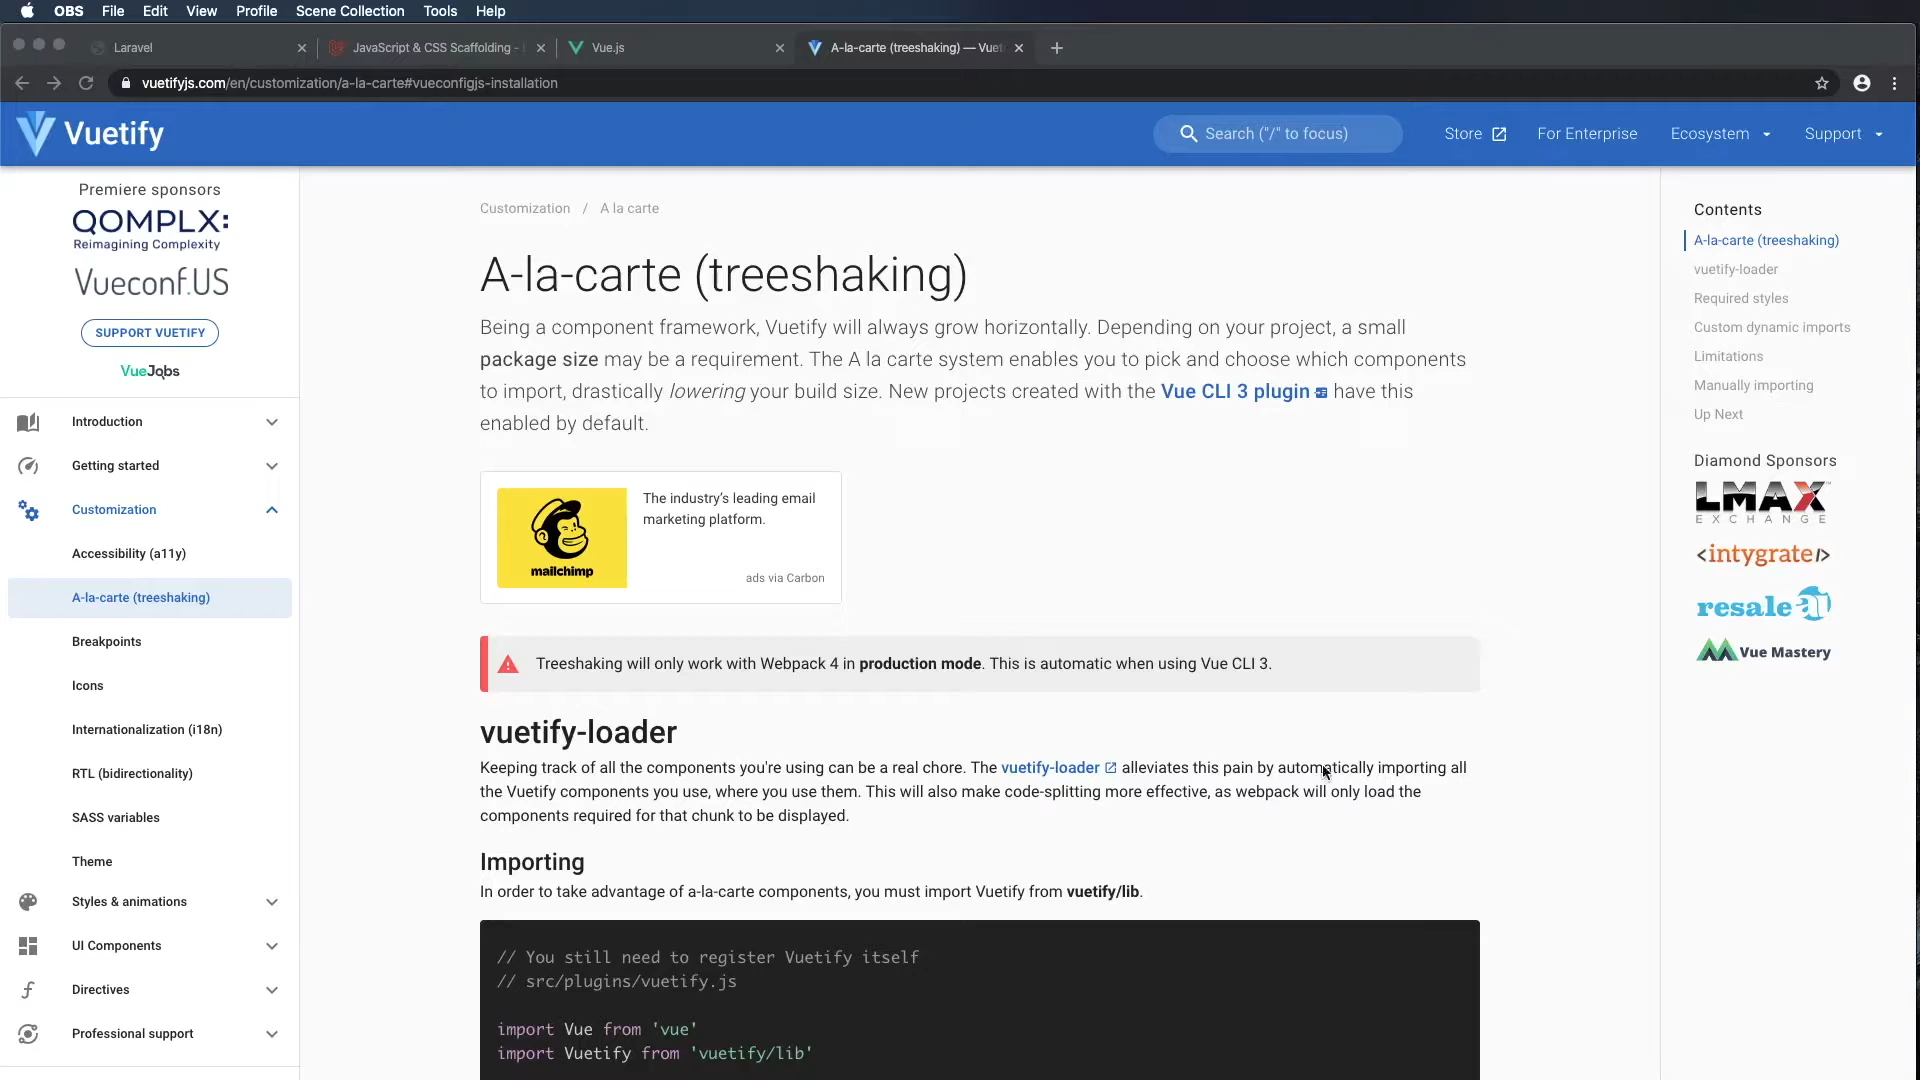 OBS File Edit View Profile Scene Collection Tools Help
Laravel
JavaScript & CSS Scaffolding -
Vue.js
A-la-carte (treeshaking) — Vuet
vuetifyjs.com/en/customization/a-la-carte#vueconfigjs-installation
Vuetify
Search ("/" to focus)
Store
For Enterprise
Ecosystem
Support
Premiere sponsors
QOMPLX:
Reimagining Complexity
Vueconf.US
SUPPORT VUETIFY
VueJobs
Introduction
Getting started
Customization
Accessibility (a11y)
A-la-carte (treeshaking)
Breakpoints
Icons
Internationalization (i18n)
RTL (bidirectionality)
SASS variables
Theme
Styles & animations
UI Components
Directives
Professional support
Customization / A la carte
A-la-carte (treeshaking)
Being a component framework, Vuetify will always grow horizontally. Depending on your project, a small
package size may be a requirement. The A la carte system enables you to pick and choose which components
to import, drastically lowering your build size. New projects created with the Vue CLI 3 plugin have this
enabled by default.
mailchimp
The industry's leading email
marketing platform.
ads via Carbon
Treeshaking will only work with Webpack 4 in production mode. This is automatic when using Vue CLI 3.
vuetify-loader
Keeping track of all the components you're using can be a real chore. The vuetify-loader alleviates this pain by automatically importing all
the Vuetify components you use, where you use them. This will also make code-splitting more effective, as webpack will only load the
components required for that chunk to be displayed.
Importing
In order to take advantage of a-la-carte components, you must import Vuetify from vuetify/lib.
// You still need to register Vuetify itself
// src/plugins/vuetify.js
import Vue from 'vue'
import Vuetify from 'vuetify/lib'
Contents
A-la-carte (treeshaking)
vuetify-loader
Required styles
Custom dynamic imports
Limitations
Manually importing
Up Next
Diamond Sponsors
LMAX
EXCHANGE
<intygrate/>
resale
Vue Mastery